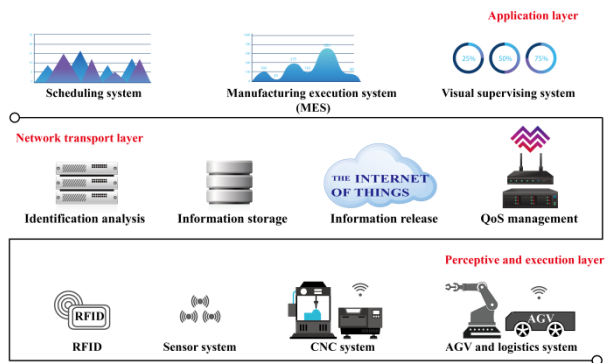 Application layer
25%
50%
75%
Scheduling system
Manufacturing execution system
(MES)
Visual supervising system
Network transport layer
THE INTERNET
OF THINGS
Identification analysis
Information storage
Information release
QoS management
Perceptive and execution layer
RFID
AGV
RFID
Sensor system
CNC system
AGV and logistics system